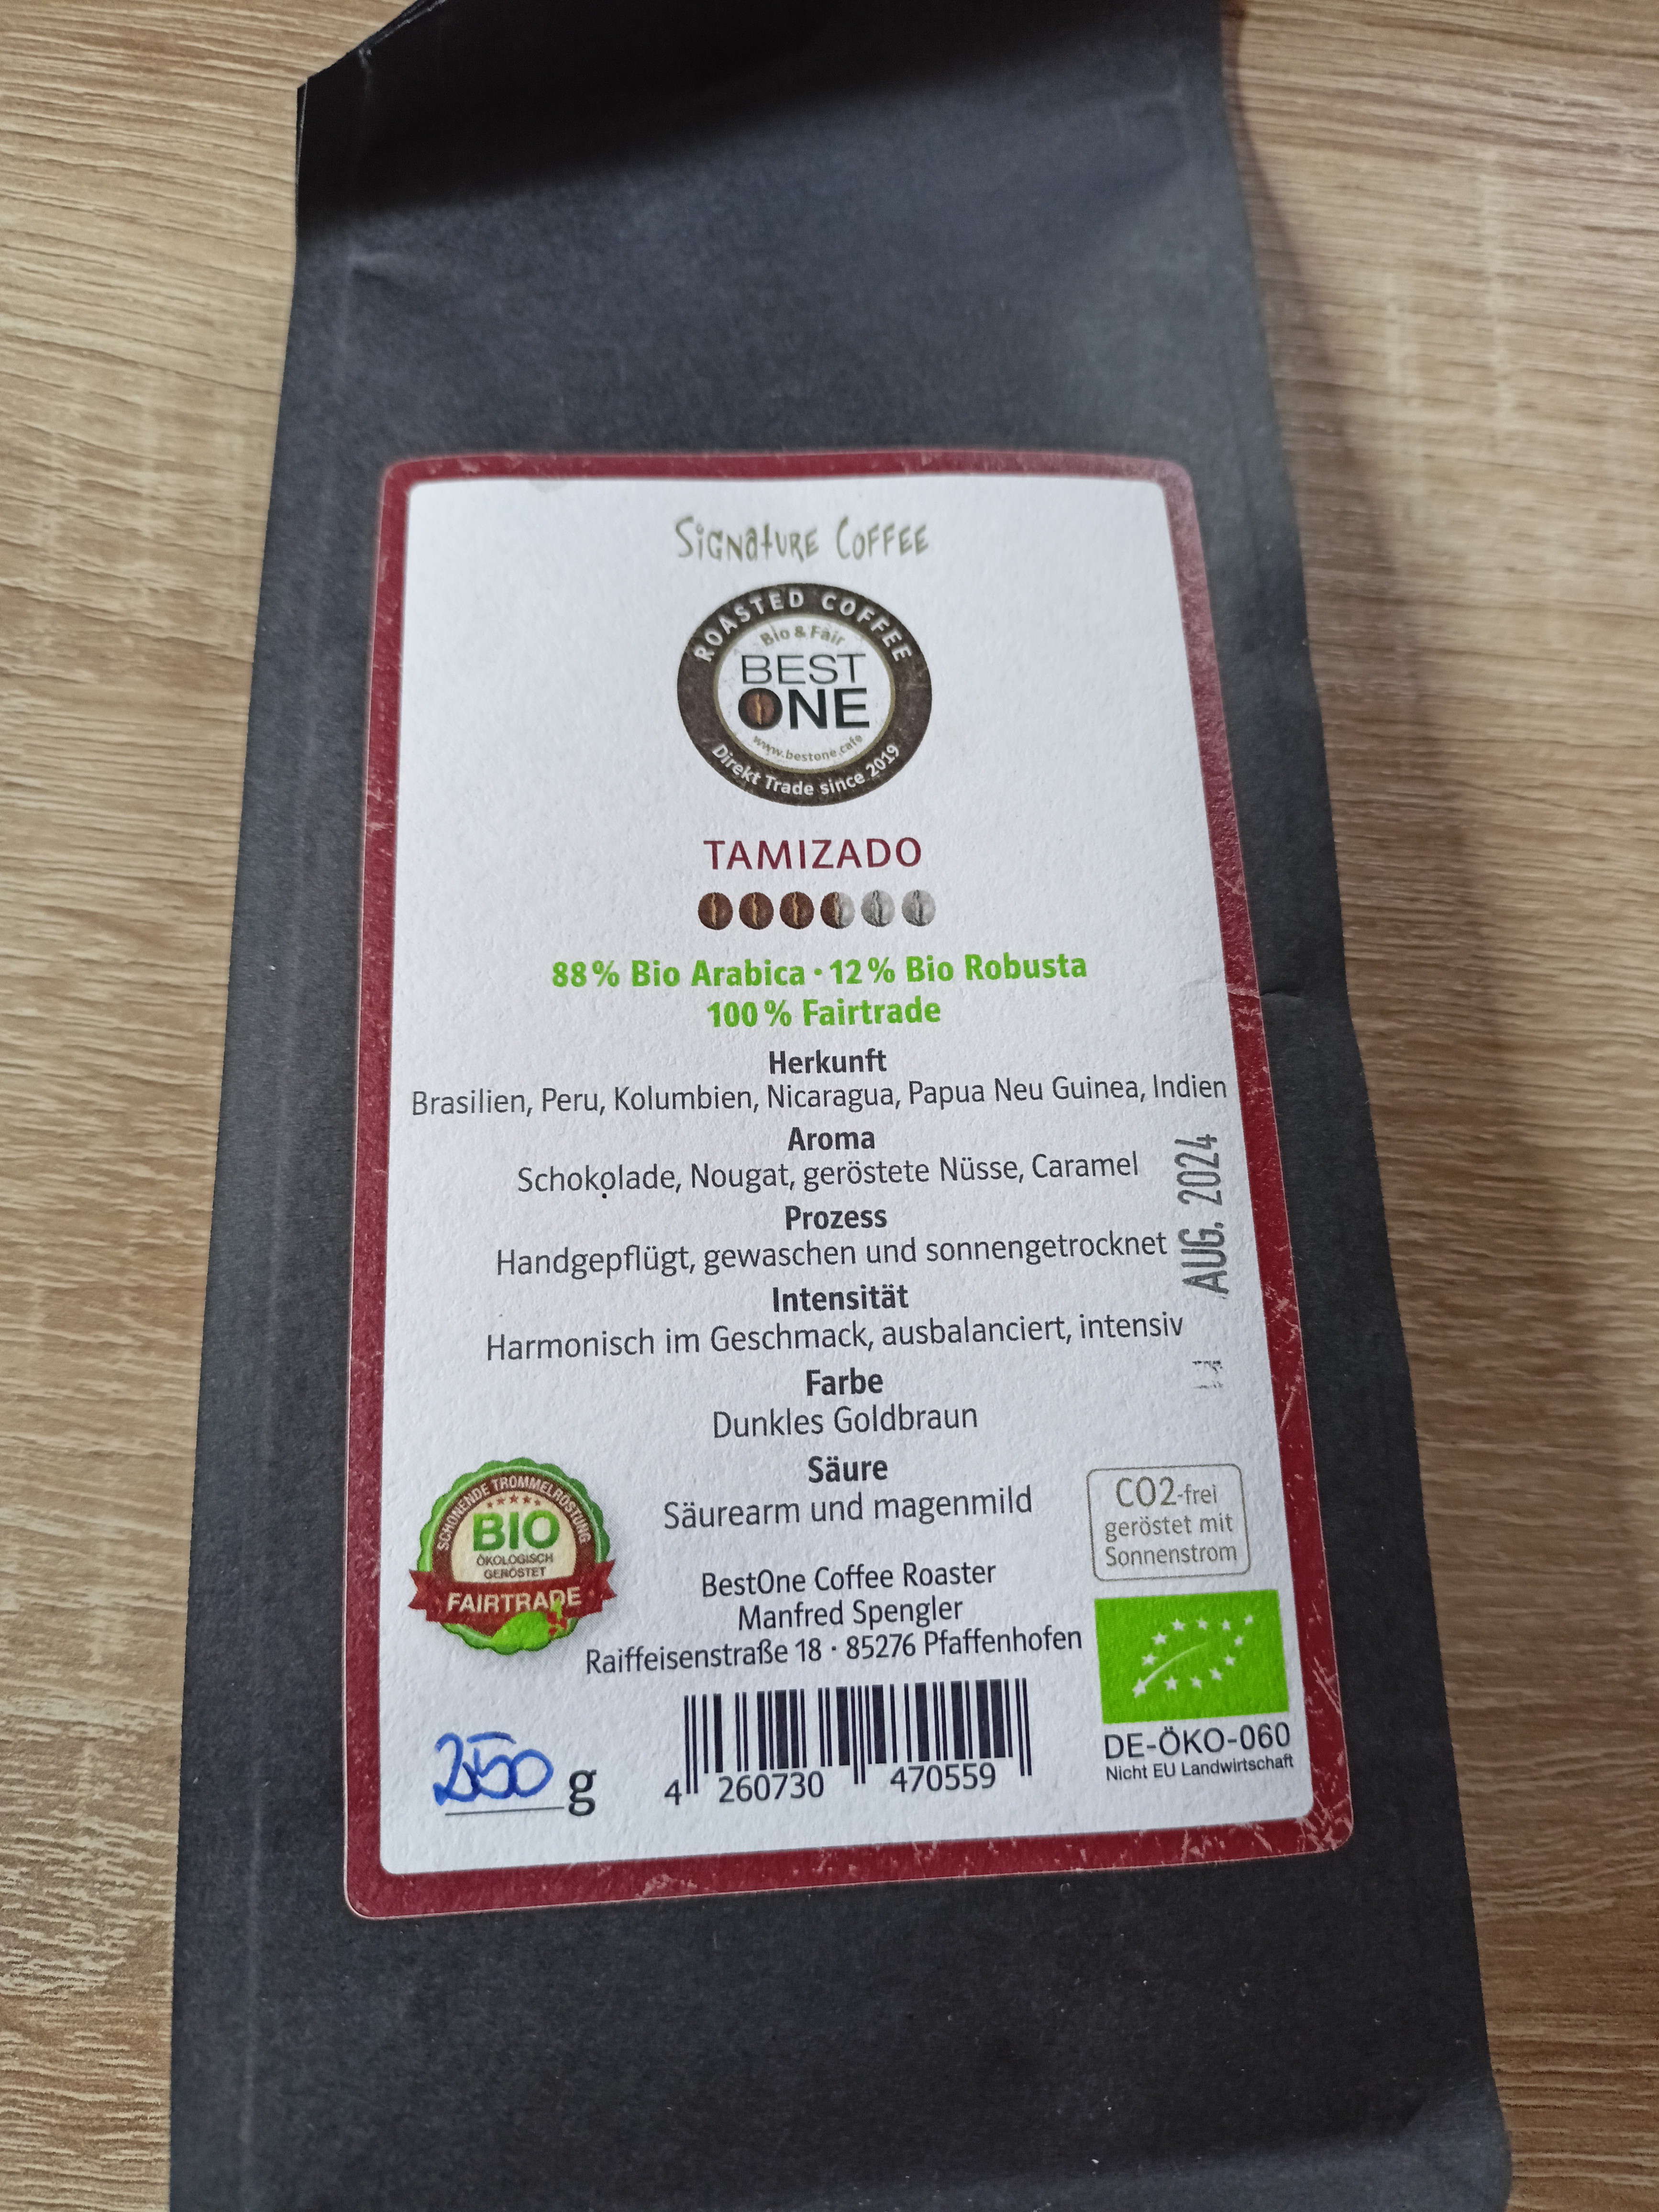 SiGNatURE COFFEE
ROASTED COFFEE
Bio & Fair
BEST
ONE
www.bestone.cafe
Direkt Trade since 2019
TAMIZADO
88% Bio Arabica · 12% Bio Robusta
100% Fairtrade
Herkunft
Brasilien, Peru, Kolumbien, Nicaragua, Papua Neu Guinea, Indien
Aroma
Schokolade, Nougat, geröstete Nüsse, Caramel
Prozess
Handgepflügt, gewaschen und sonnengetrocknet
AUG. 2024
Intensität
Harmonisch im Geschmack, ausbalanciert, intensiv
Farbe
Dunkles Goldbraun
Säure
Säurearm und magenmild
SCHONENDE TROMMELRÖSTUNG
BIO
ÖKOLOGISCH
GERÖSTET
FAIRTRADE
CO2-frei
geröstet mit
Sonnenstrom
BestOne Coffee Roaster
Manfred Spengler
Raiffeisenstraße 18 · 85276 Pfaffenhofen
250 g
4 260730 470559
DE-ÖKO-060
Nicht EU Landwirtschaft